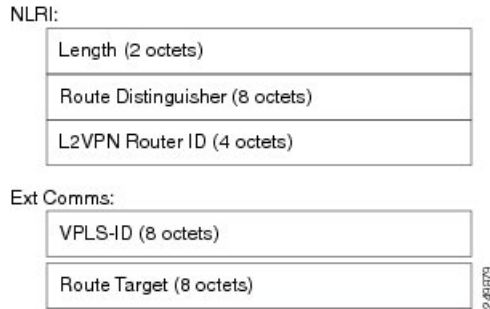 NLRI:
Length (2 octets)
Route Distinguisher (8 octets)
L2VPN Router ID (4 octets)
Ext Comms:
VPLS-ID (8 octets)
Route Target (8 octets)
249879